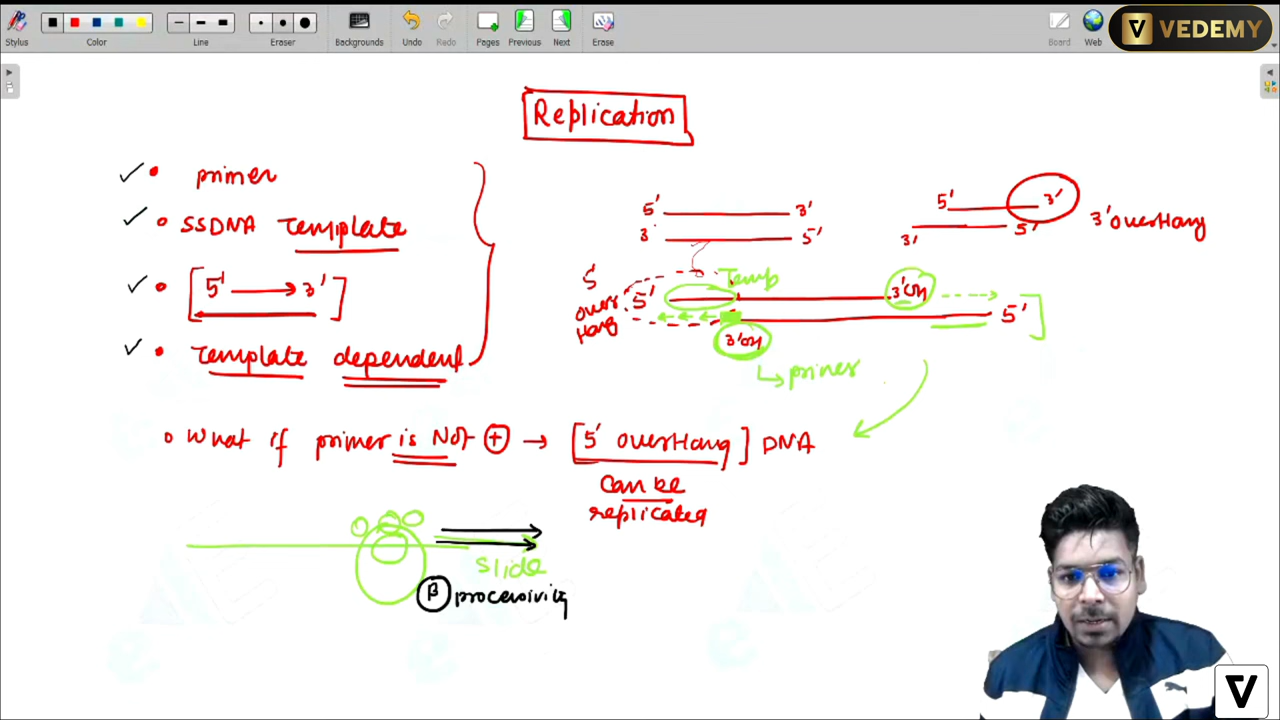 Stylus
Color
Line
Eraser
Backgrounds
Undo
Redo
Pages
Previous
Next
Erase
Board
Web
VEDEMY
Replication
• primer
• SSDNA Template
• [5' → 3']
• Template dependent
5' 3'
3' 5'
5' 3'
3' 5'
3' overHang
5' overHang
Temp
5' 3'OH
3'OH 5'
↳ primer
• What if primer is Not (+) → [5' overHang] DNA
Can be
replicated
Slide
β processivity